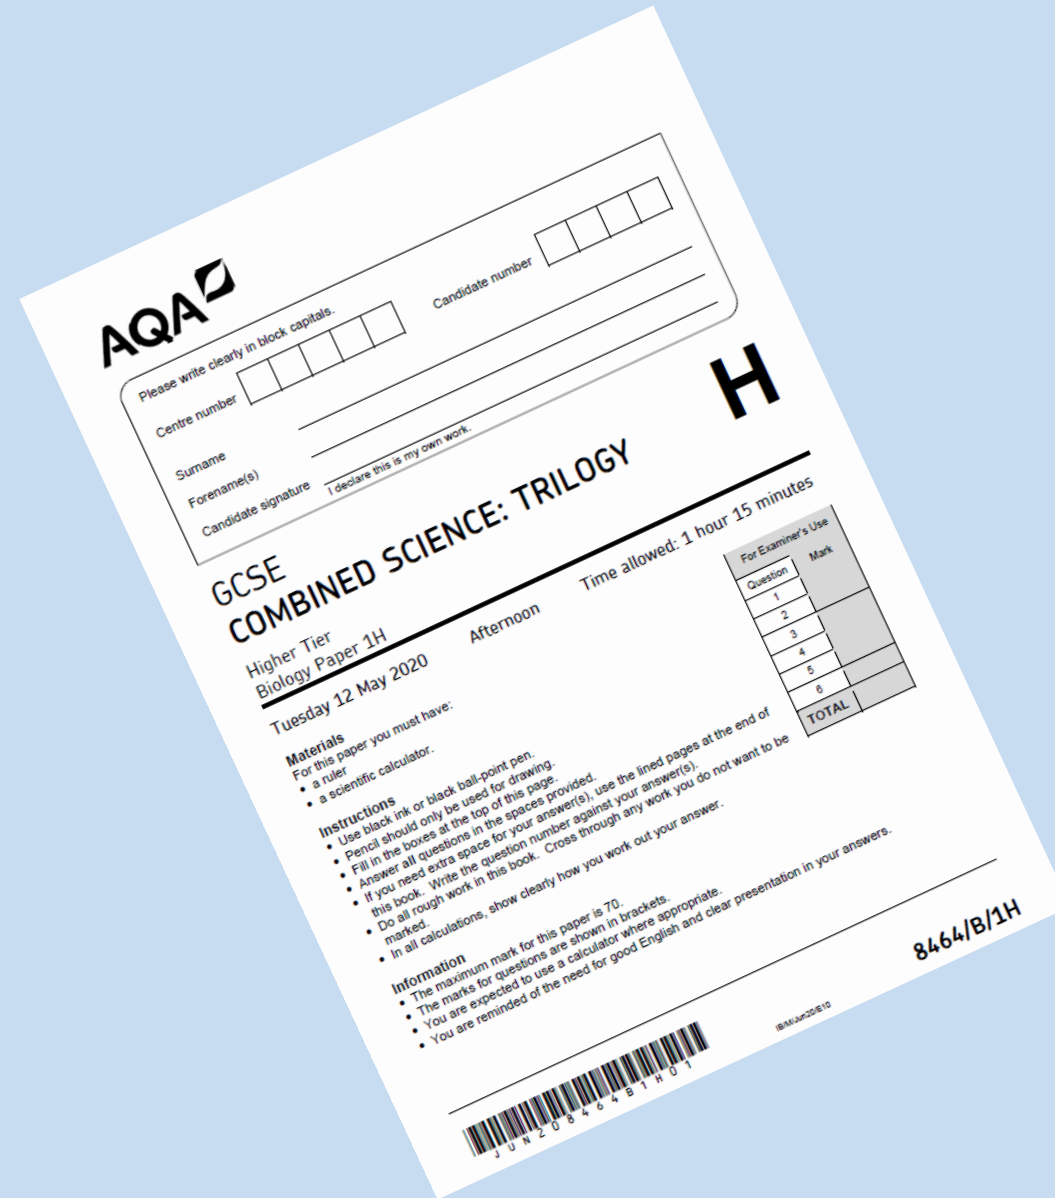 AQA
Please write clearly in block capitals.
Centre number
Candidate number
Surname
Forename(s)
Candidate signature
I declare this is my own work.
H
GCSE
COMBINED SCIENCE: TRILOGY
Higher Tier
Biology Paper 1H
Tuesday 12 May 2020 Afternoon Time allowed: 1 hour 15 minutes
Materials
For this paper you must have:
• a ruler
• a scientific calculator.
Instructions
• Use black ink or black ball-point pen.
• Pencil should only be used for drawing.
• Fill in the boxes at the top of this page.
• Answer all questions in the spaces provided.
• If you need extra space for your answer(s), use the lined pages at the end of
this book. Write the question number against your answer(s).
• Do all rough work in this book. Cross through any work you do not want to be
marked.
• In all calculations, show clearly how you work out your answer.
Information
• The maximum mark for this paper is 70.
• The marks for questions are shown in brackets.
• You are expected to use a calculator where appropriate.
• You are reminded of the need for good English and clear presentation in your answers.
For Examiner's Use
Question Mark
1
2
3
4
5
6
TOTAL
JUN208464B1H01
IB/M/Jun20/E10
8464/B/1H